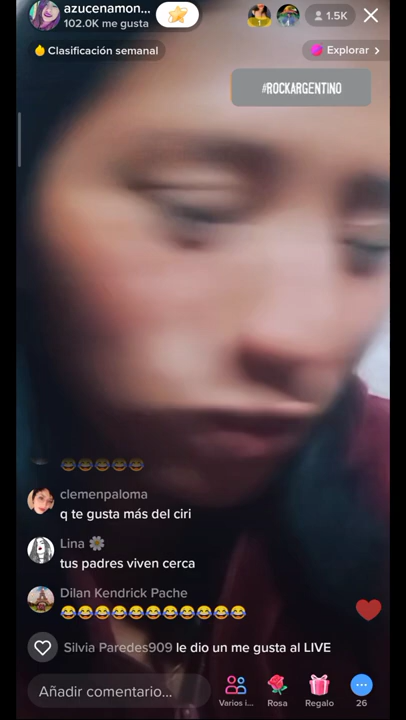 azucenamon...
102.0K me gusta
1.5K
Clasificación semanal
Explorar >
#ROCKARGENTINO
😂😂😂😂😂
clemenpaloma
q te gusta más del ciri
Lina 🌼
tus padres viven cerca
Dilan Kendrick Pache
😂😂😂😂😂😂😂😂😂😂😂
Silvia Paredes909 le dio un me gusta al LIVE
Añadir comentario...
Varios i...
Rosa
Regalo
26